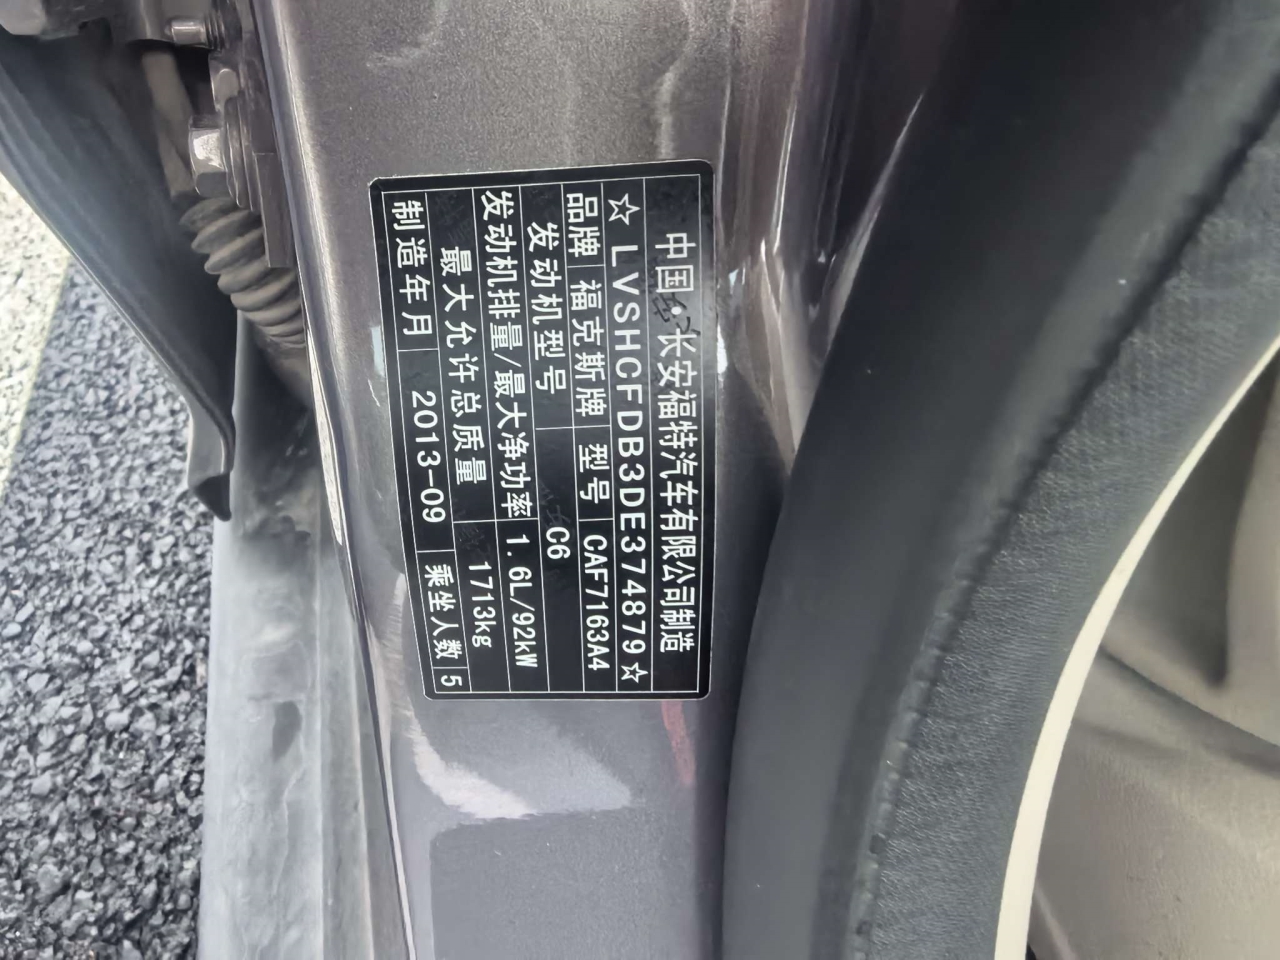 中国·长安福特汽车有限公司制造
☆LVSHCFDB3DE374879☆
品牌 福克斯牌 型号 CAF7163A4
发动机型号 C6
发动机排量/最大净功率 1.6L/92kW
最大允许总质量 1713kg
制造年月 2013-09 乘坐人数 5